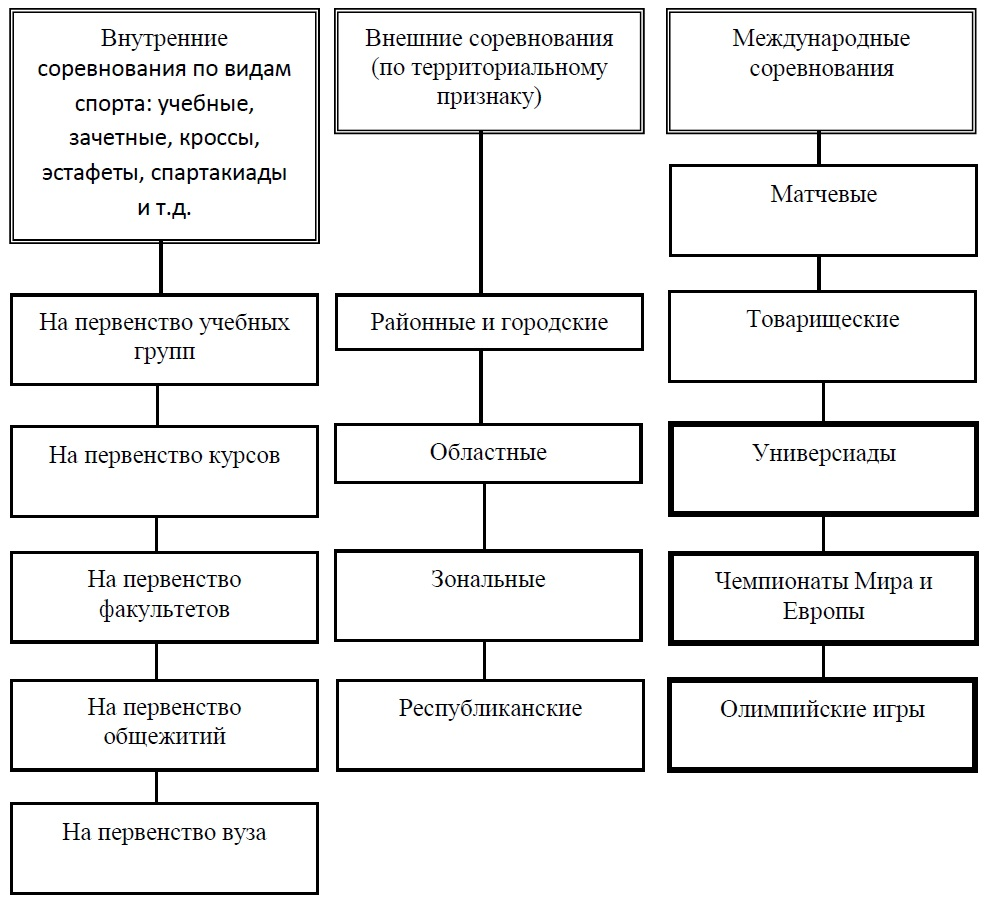 Внутренние
соревнования по видам
спорта: учебные,
зачетные, кроссы,
эстафеты, спартакиады
и т.д.
На первенство учебных
групп
На первенство курсов
На первенство
факультетов
На первенство
общежитий
На первенство вуза
Внешние соревнования
(по территориальному
признаку)
Районные и городские
Областные
Зональные
Республиканские
Международные
соревнования
Матчевые
Товарищеские
Универсиады
Чемпионаты Мира и
Европы
Олимпийские игры